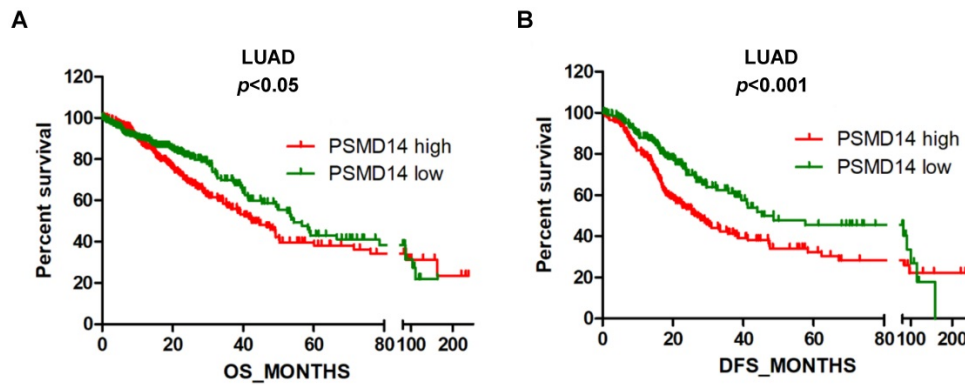 A
LUAD
p<0.05
120
100
80
60
40
20
0
Percent survival
PSMD14 high
PSMD14 low
0 20 40 60 80 100 200
OS_MONTHS
B
LUAD
p<0.001
120
100
80
60
40
20
0
Percent survival
PSMD14 high
PSMD14 low
0 20 40 60 80 100 200
DFS_MONTHS